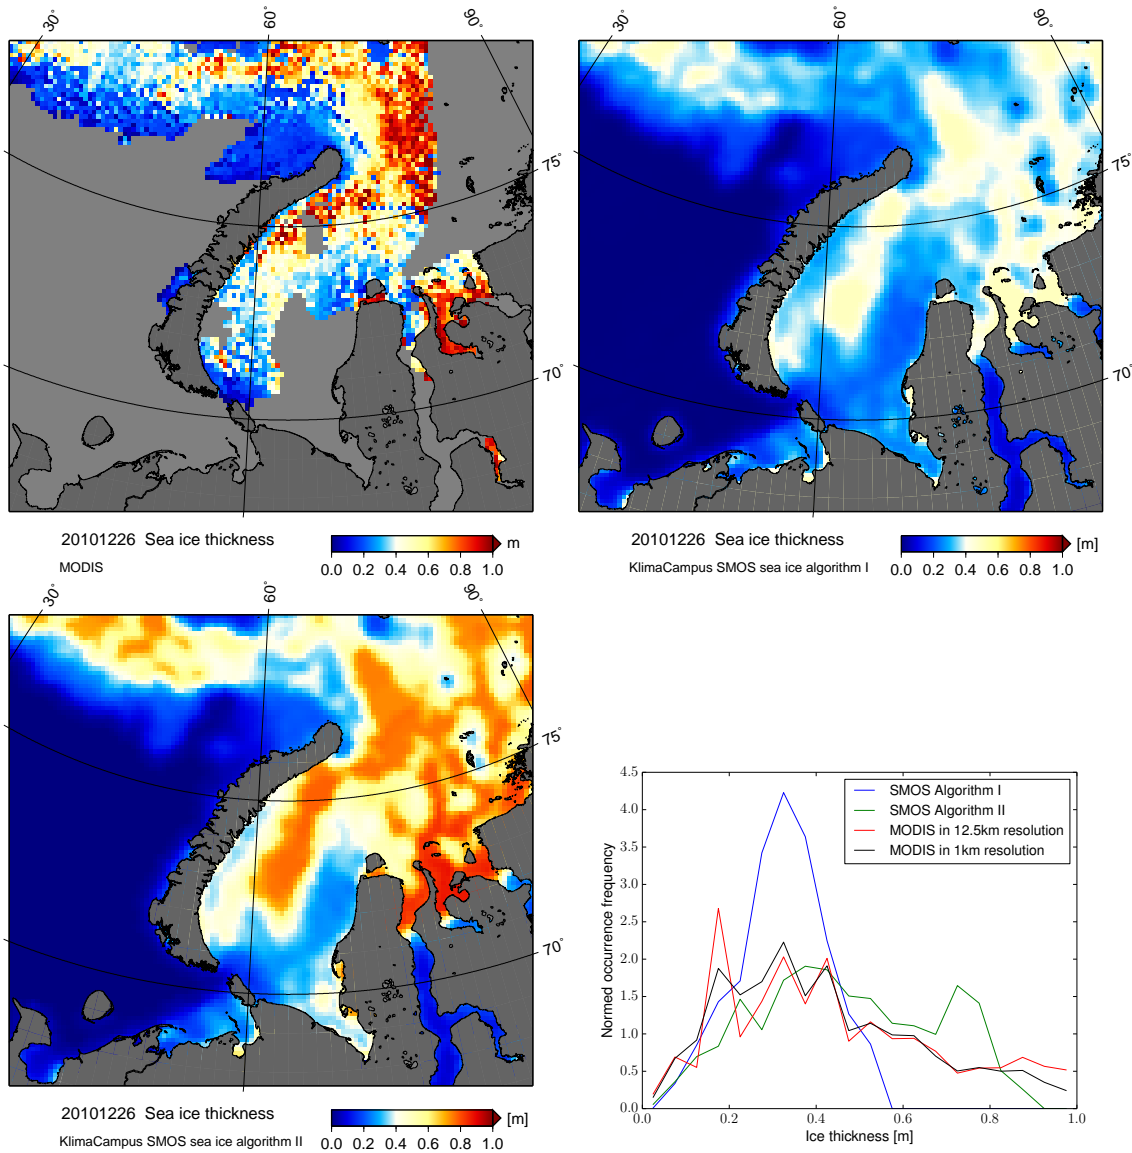 30° 60° 90°
75°
70°
20101226 Sea ice thickness
MODIS
m
0.0 0.2 0.4 0.6 0.8 1.0
60° 90°
75°
70°
20101226 Sea ice thickness
KlimaCampus SMOS sea ice algorithm I
[m]
0.0 0.2 0.4 0.6 0.8 1.0
30° 60° 90°
75°
70°
20101226 Sea ice thickness
KlimaCampus SMOS sea ice algorithm II
[m]
0.0 0.2 0.4 0.6 0.8 1.0
SMOS Algorithm I
SMOS Algorithm II
MODIS in 12.5km resolution
MODIS in 1km resolution
Normed occurrence frequency
4.5
4.0
3.5
3.0
2.5
2.0
1.5
1.0
0.5
0.0
0.0 0.2 0.4 0.6 0.8 1.0
Ice thickness [m]
30°